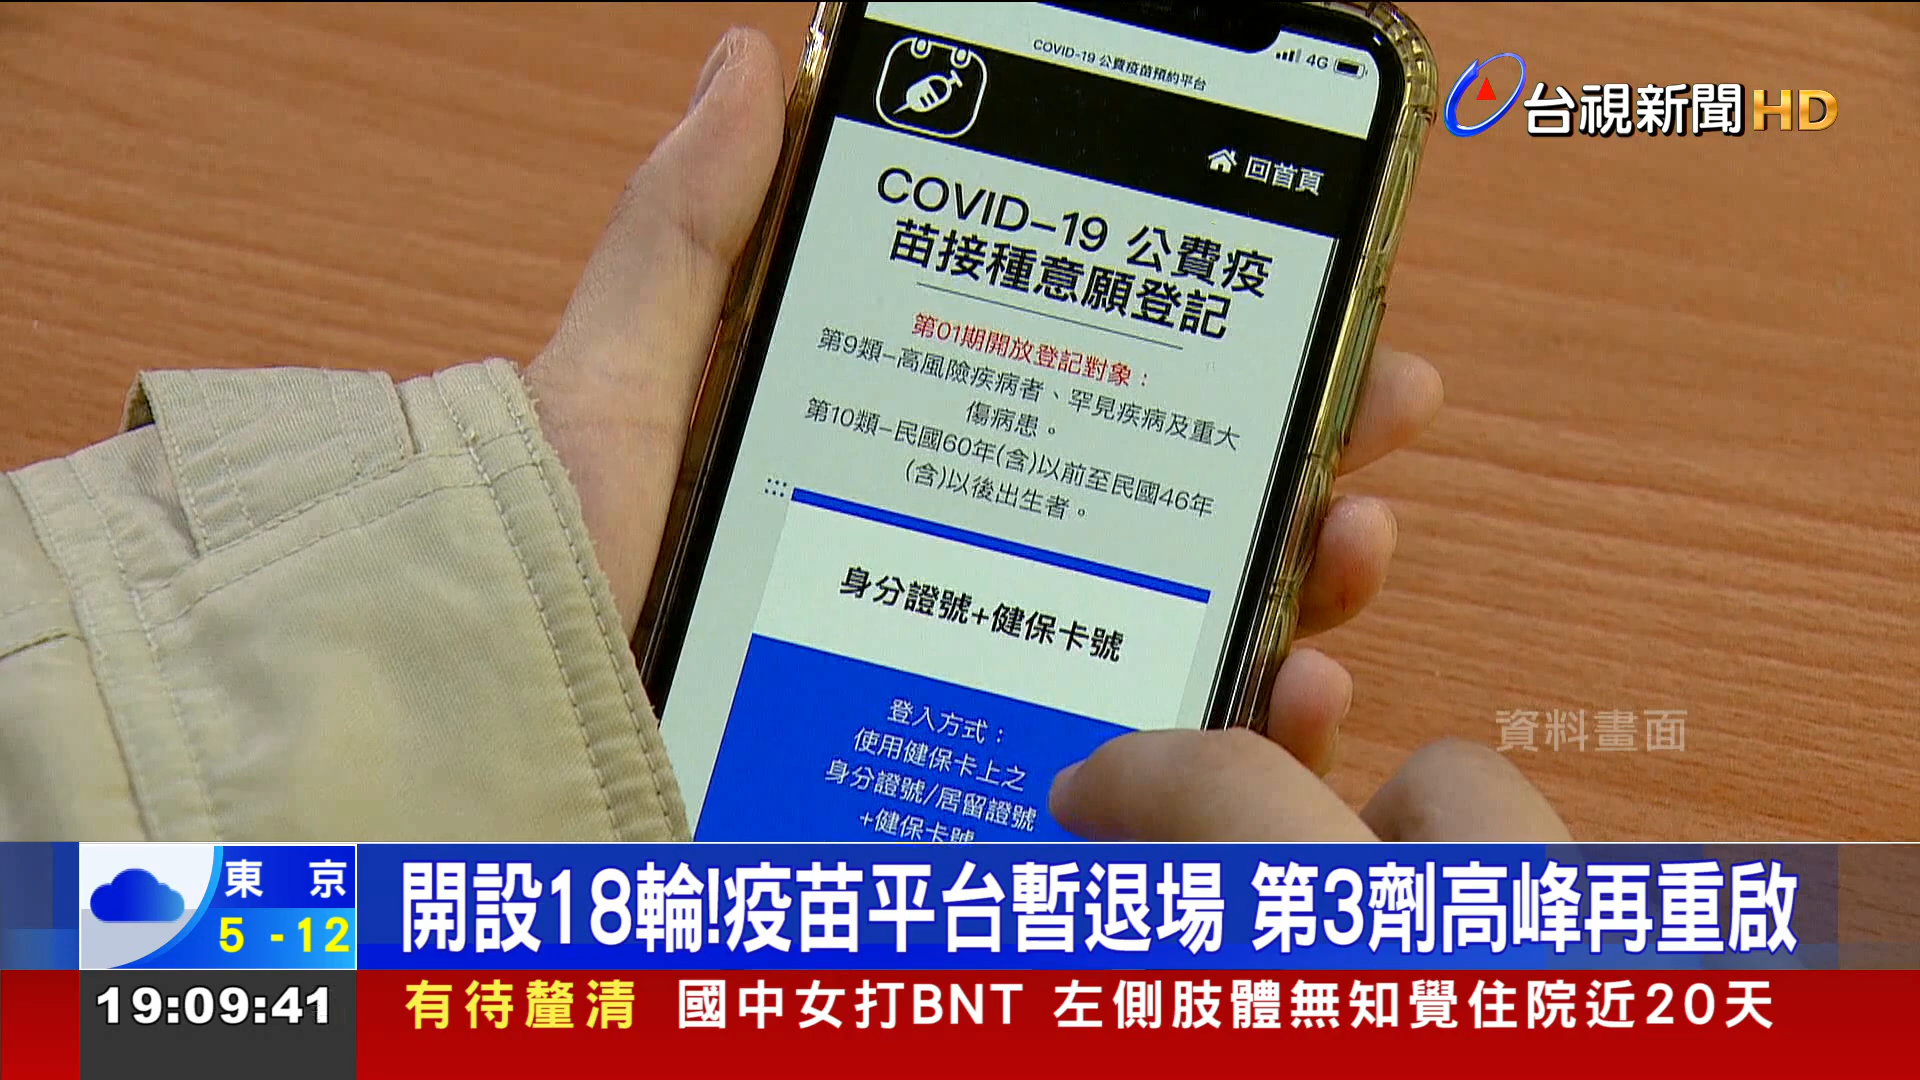 COVID-19 公費疫苗預約平台
4G
台視新聞HD
回首頁
COVID-19 公費疫
苗接種意願登記
第01期開放登記對象：
第9類-高風險疾病者、罕見疾病及重大
傷病患。
第10類-民國60年(含)以前至民國46年
(含)以後出生者。
身分證號+健保卡號
登入方式：
使用健保卡上之
身分證號/居留證號
+健保卡號
資料畫面
東京
5 -12
開設18輪!疫苗平台暫退場 第3劑高峰再重啟
19:09:41
有待釐清 國中女打BNT 左側肢體無知覺住院近20天